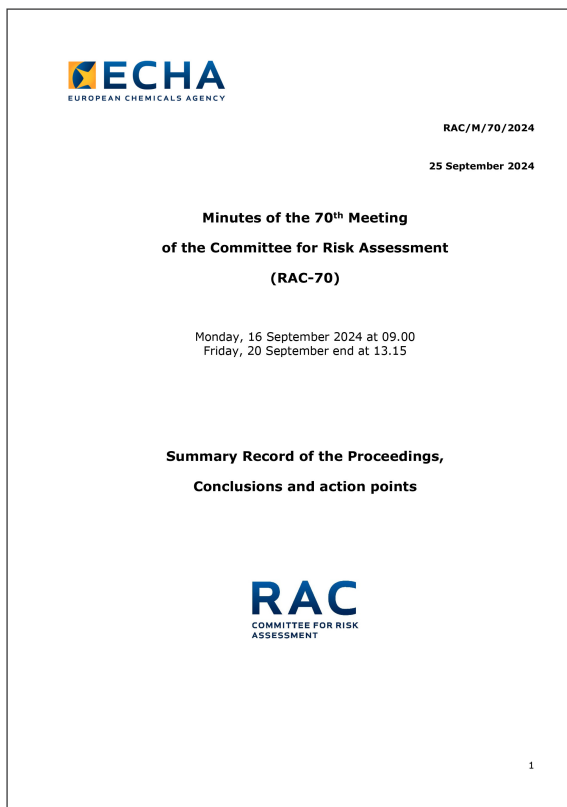 ECHA
EUROPEAN CHEMICALS AGENCY
RAC/M/70/2024
25 September 2024
Minutes of the 70th Meeting
of the Committee for Risk Assessment
(RAC-70)
Monday, 16 September 2024 at 09.00
Friday, 20 September end at 13.15
Summary Record of the Proceedings,
Conclusions and action points
RAC
COMMITTEE FOR RISK
ASSESSMENT
1